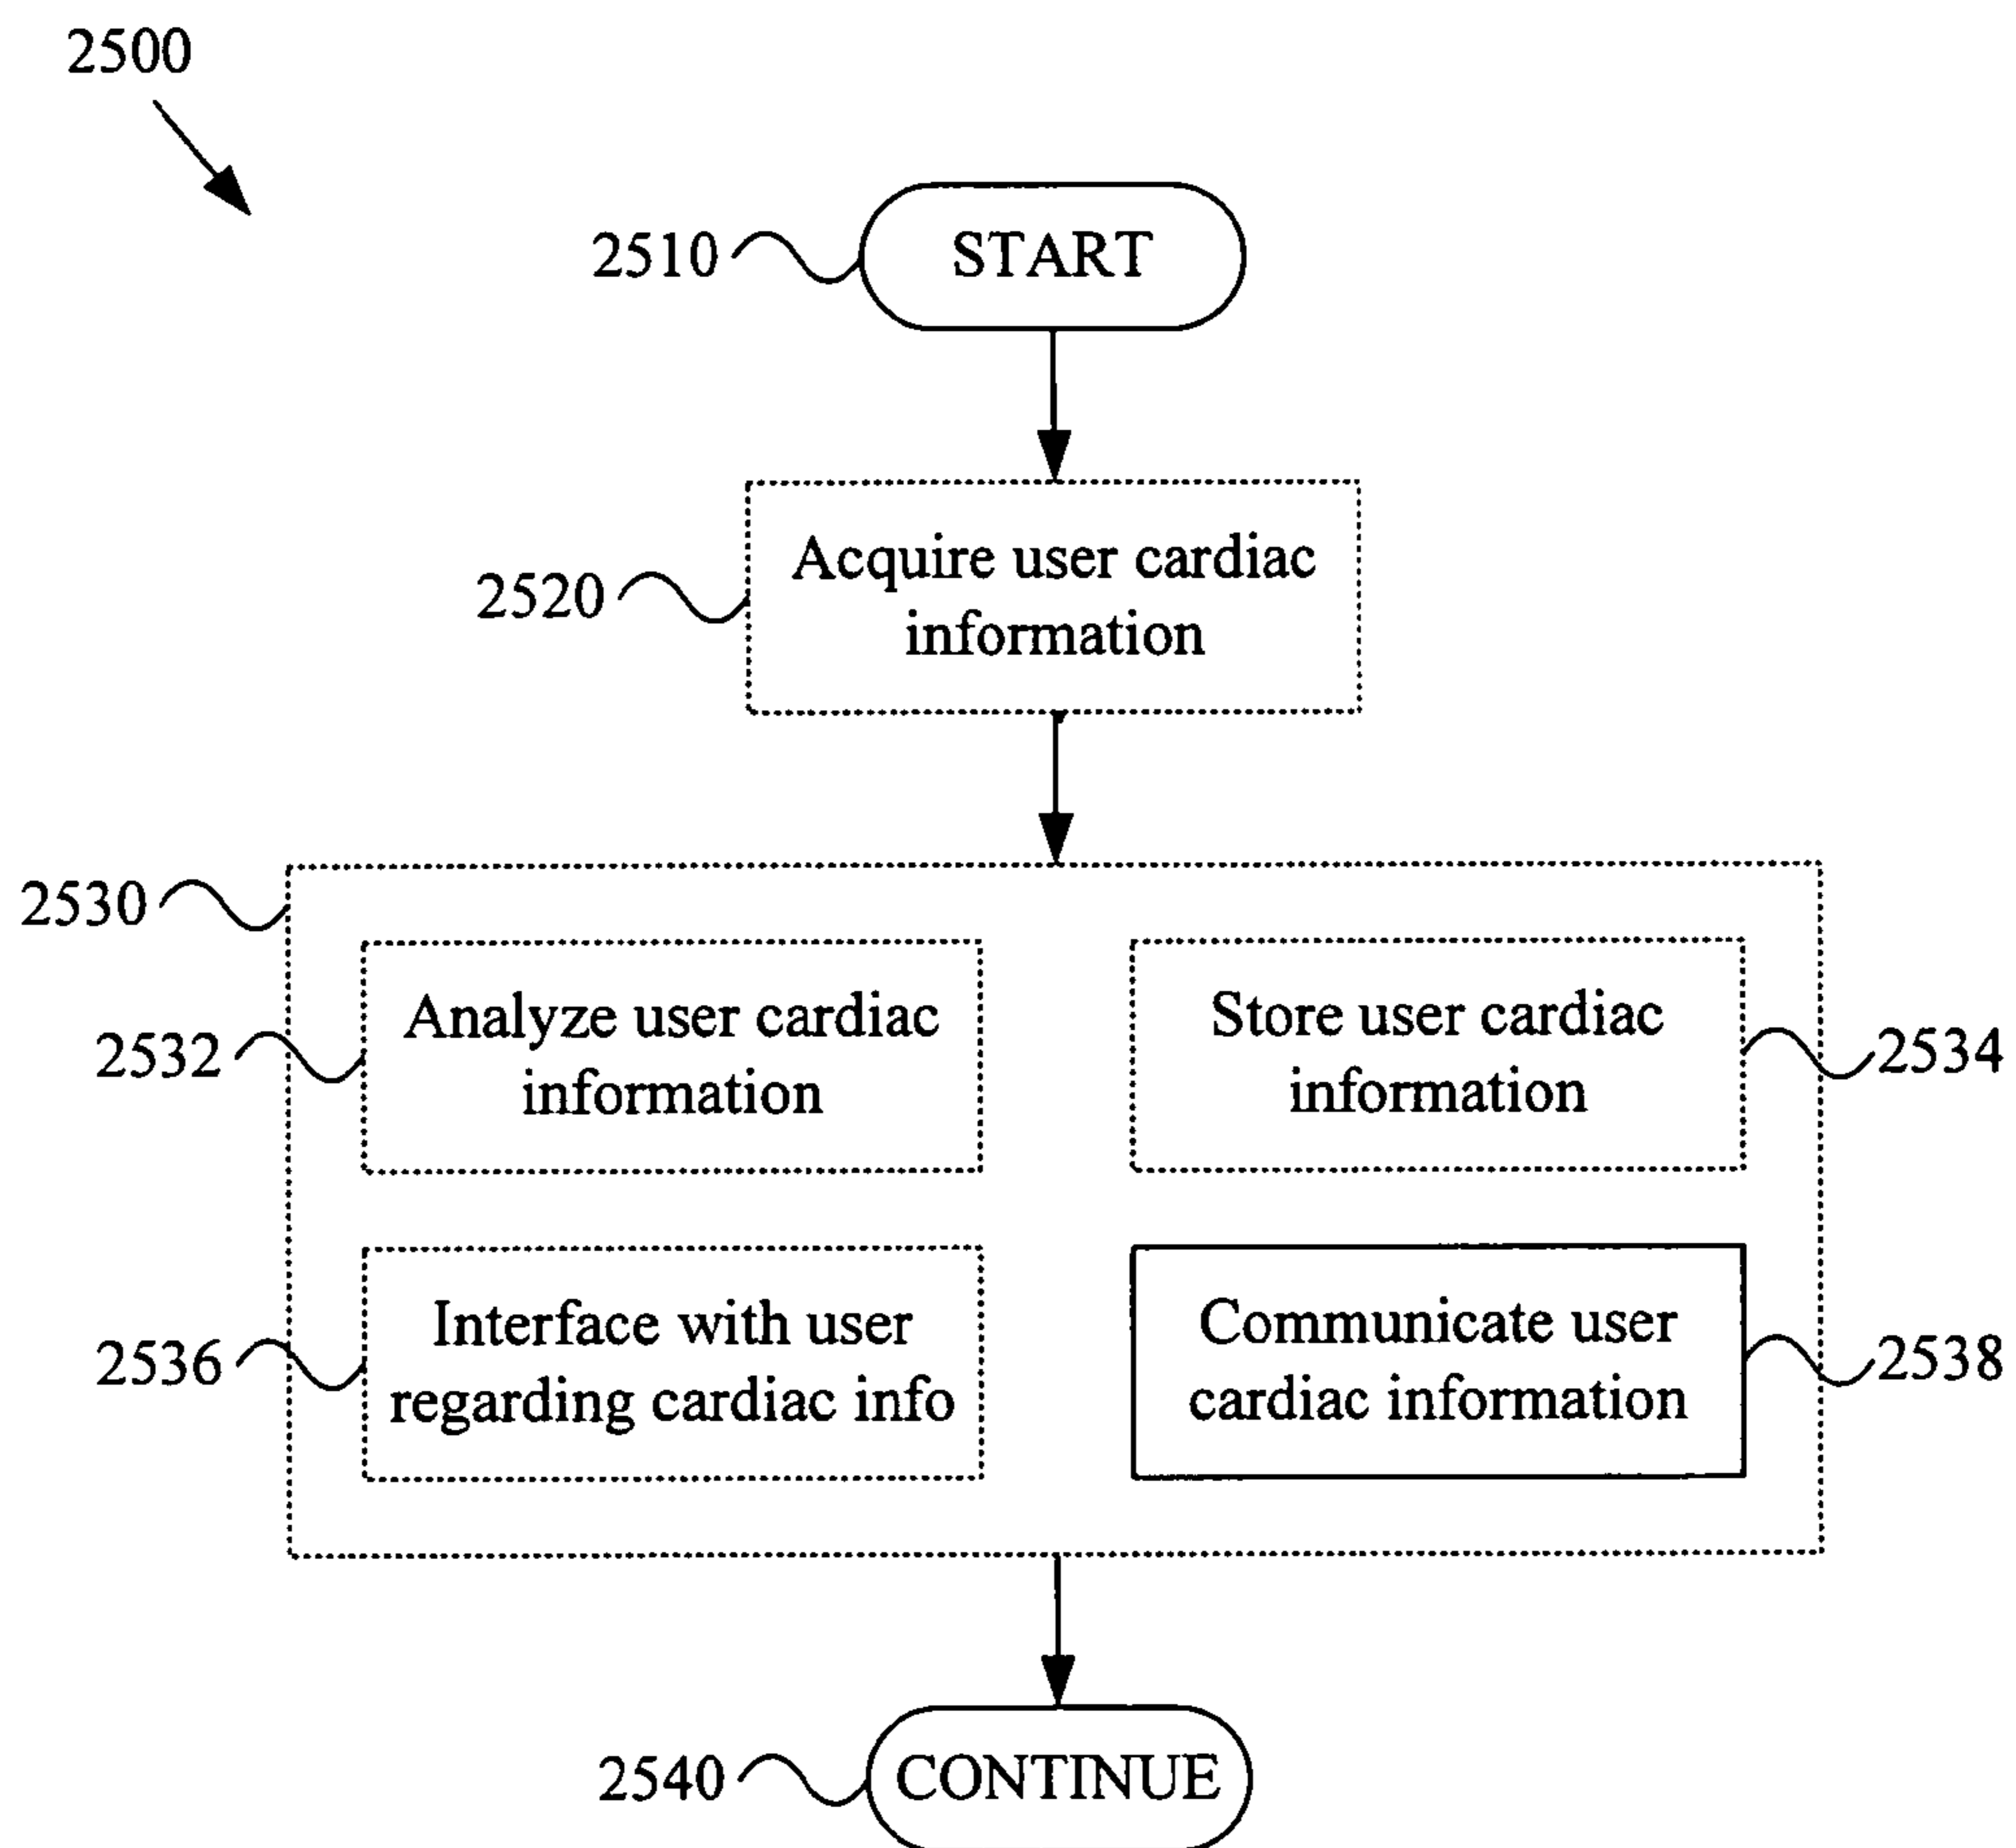 2500
2510
START
2520
Acquire user cardiac
information
2530
2532
Analyze user cardiac
information
Store user cardiac
information
2534
2536
Interface with user
regarding cardiac info
Communicate user
cardiac information
2538
2540
CONTINUE